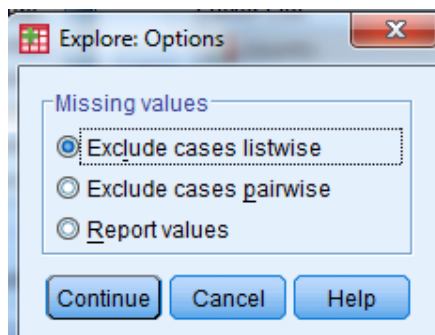 Explore: Options
Missing values
Exclude cases listwise
Exclude cases pairwise
Report values
Continue Cancel Help